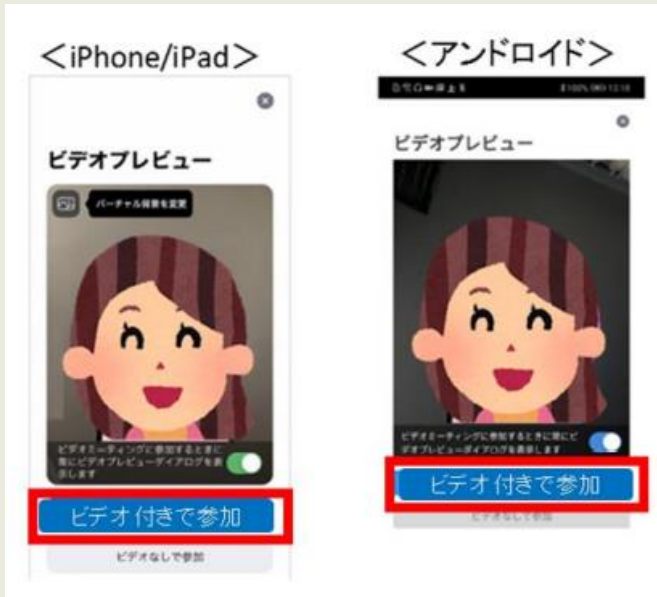 ＜iPhone/iPad＞
ビデオプレビュー
バーチャル背景を変更
ビデオミーティングに参加するときに
常にビデオプレビューダイアログを表
示します
ビデオ付きで参加
ビデオなしで参加
＜アンドロイド＞
ビデオプレビュー
ビデオミーティングに参加するときに常にビ
デオプレビューダイアログを表示します
ビデオ付きで参加
ビデオなしで参加